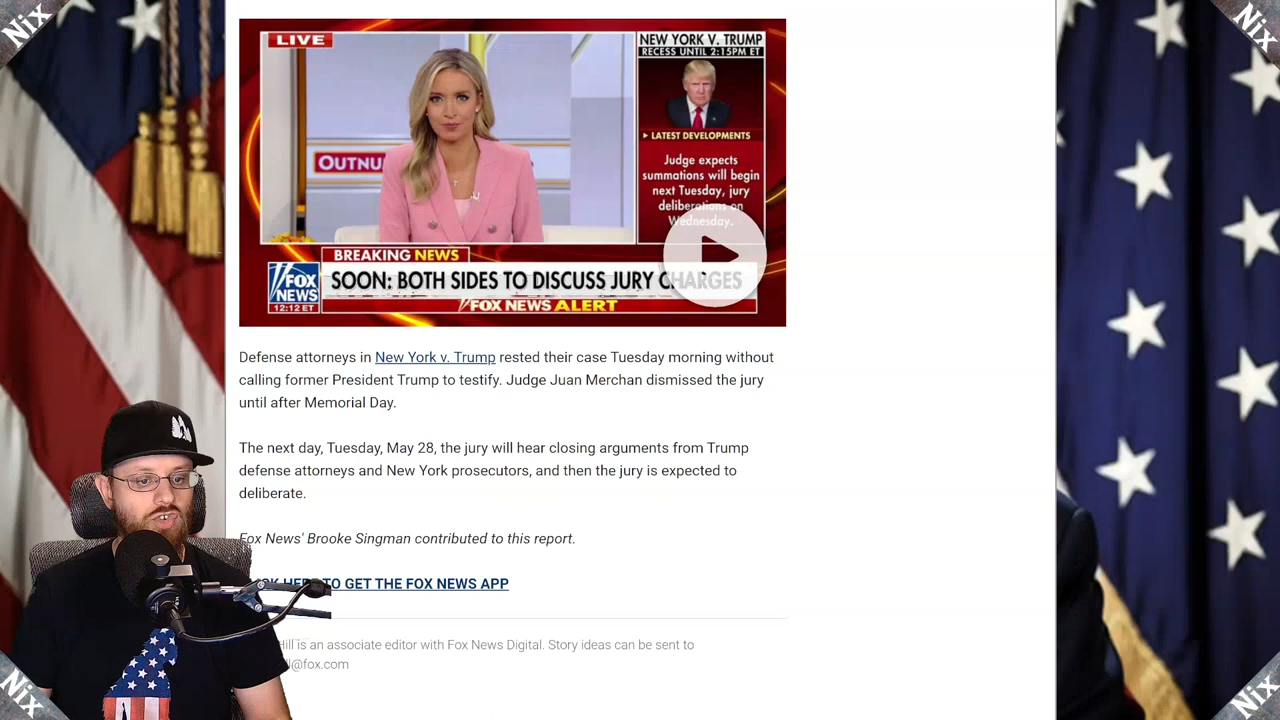 Nix
Nix
LIVE
NEW YORK V. TRUMP
RECESS UNTIL 2:15PM ET
LATEST DEVELOPMENTS
Judge expects
summations will begin
next Tuesday, jury
deliberations on
Wednesday.
BREAKING NEWS
SOON: BOTH SIDES TO DISCUSS JURY CHARGES
FOX
NEWS
12:12 ET
FOX NEWS ALERT
Defense attorneys in New York v. Trump rested their case Tuesday morning without
calling former President Trump to testify. Judge Juan Merchan dismissed the jury
until after Memorial Day.
The next day, Tuesday, May 28, the jury will hear closing arguments from Trump
defense attorneys and New York prosecutors, and then the jury is expected to
deliberate.
Fox News' Brooke Singman contributed to this report.
TO GET THE FOX NEWS APP
Hill is an associate editor with Fox News Digital. Story ideas can be sent to
@fox.com
Nix
Nix